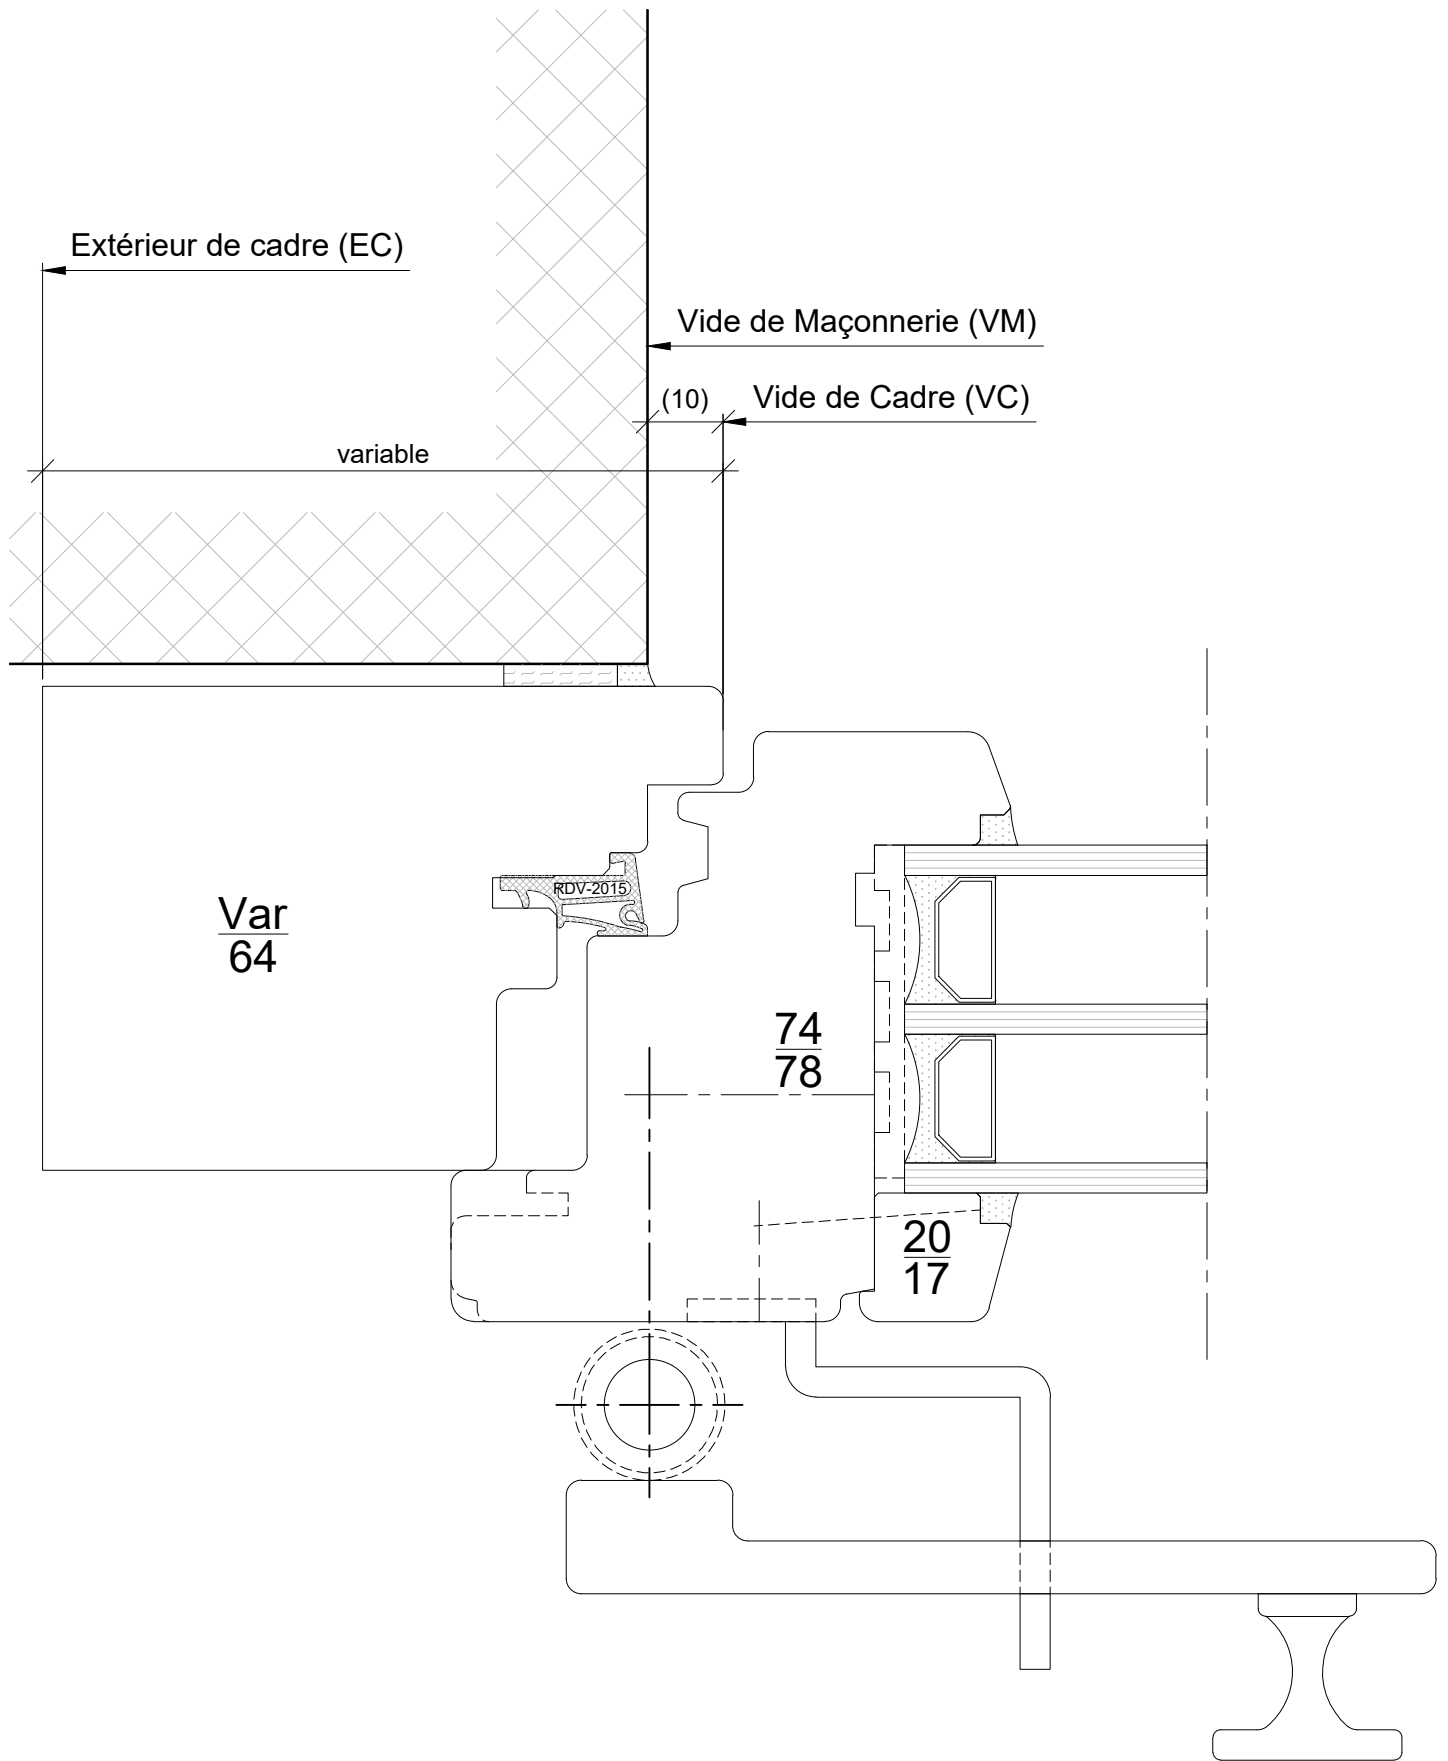 Extérieur de cadre (EC)
Vide de Maçonnerie (VM)
(10)
Vide de Cadre (VC)
variable
RDV-2015
Var
64
74
78
20
17